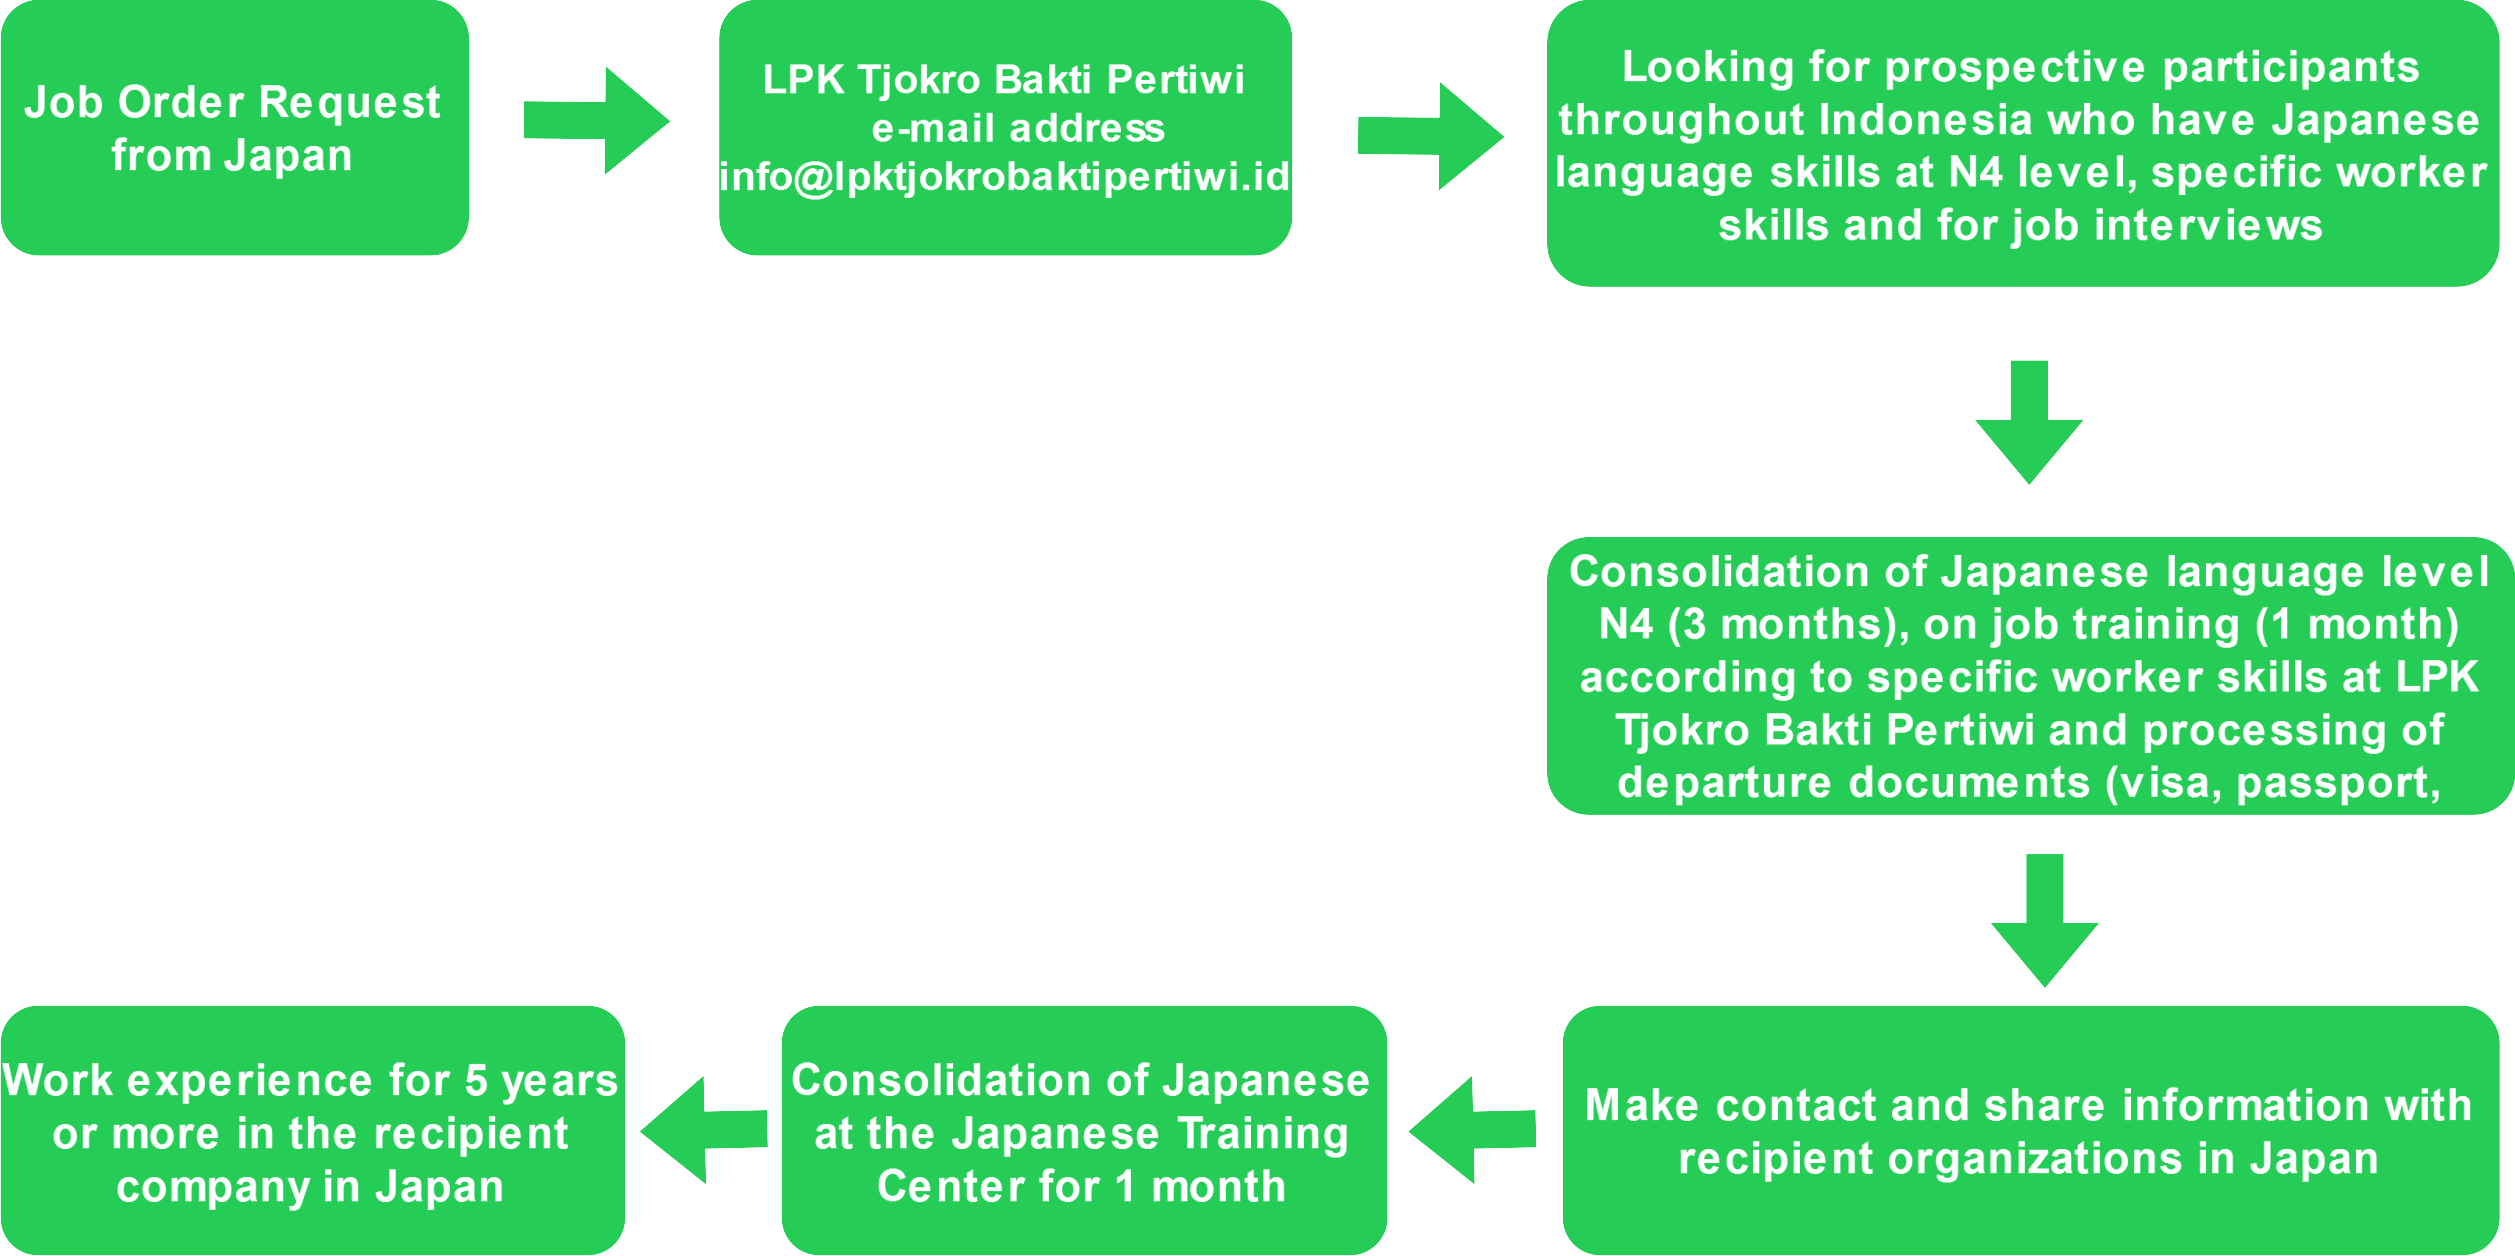 Job Order Request
from Japan
LPK Tjokro Bakti Pertiwi
e-mail address
info@lpktjokrobaktipertiwi.id
Looking for prospective participants
throughout Indonesia who have Japanese
language skills at N4 level, specific worker
skills and for job interviews
Consolidation of Japanese language level
N4 (3 months), on job training (1 month)
according to specific worker skills at LPK
Tjokro Bakti Pertiwi and processing of
departure documents (visa, passport,
Make contact and share information with
recipient organizations in Japan
Consolidation of Japanese
at the Japanese Training
Center for 1 month
Work experience for 5 years
or more in the recipient
company in Japan